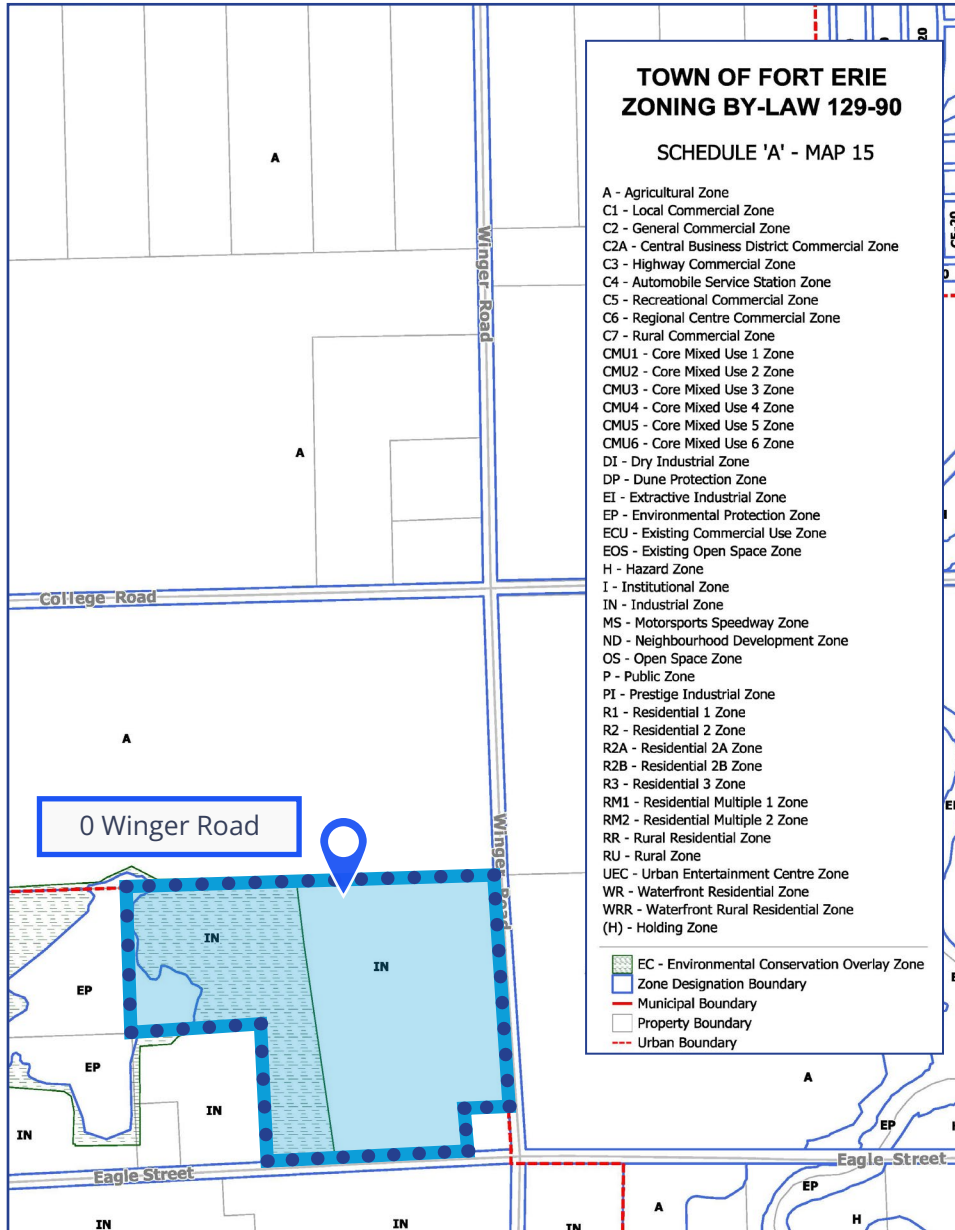 TOWN OF FORT ERIE
ZONING BY-LAW 129-90
SCHEDULE 'A' - MAP 15
A - Agricultural Zone
C1 - Local Commercial Zone
C2 - General Commercial Zone
C2A - Central Business District Commercial Zone
C3 - Highway Commercial Zone
C4 - Automobile Service Station Zone
C5 - Recreational Commercial Zone
C6 - Regional Centre Commercial Zone
C7 - Rural Commercial Zone
CMU1 - Core Mixed Use 1 Zone
CMU2 - Core Mixed Use 2 Zone
CMU3 - Core Mixed Use 3 Zone
CMU4 - Core Mixed Use 4 Zone
CMU5 - Core Mixed Use 5 Zone
CMU6 - Core Mixed Use 6 Zone
DI - Dry Industrial Zone
DP - Dune Protection Zone
EI - Extractive Industrial Zone
EP - Environmental Protection Zone
ECU - Existing Commercial Use Zone
EOS - Existing Open Space Zone
H - Hazard Zone
I - Institutional Zone
IN - Industrial Zone
MS - Motorsports Speedway Zone
ND - Neighbourhood Development Zone
OS - Open Space Zone
P - Public Zone
PI - Prestige Industrial Zone
R1 - Residential 1 Zone
R2 - Residential 2 Zone
R2A - Residential 2A Zone
R2B - Residential 2B Zone
R3 - Residential 3 Zone
RM1 - Residential Multiple 1 Zone
RM2 - Residential Multiple 2 Zone
RR - Rural Residential Zone
RU - Rural Zone
UEC - Urban Entertainment Centre Zone
WR - Waterfront Residential Zone
WRR - Waterfront Rural Residential Zone
(H) - Holding Zone
EC - Environmental Conservation Overlay Zone
Zone Designation Boundary
Municipal Boundary
Property Boundary
Urban Boundary
A
Winger Road
A
College Road
A
0 Winger Road
Winger Road
IN
IN
EP
EP
IN
IN
A
EP
Eagle Street
Eagle Street
EP
A
H
IN
IN
IN